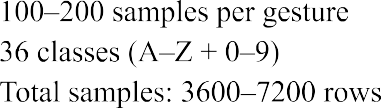 100–200 samples per gesture
36 classes (A–Z + 0–9)
Total samples: 3600–7200 rows